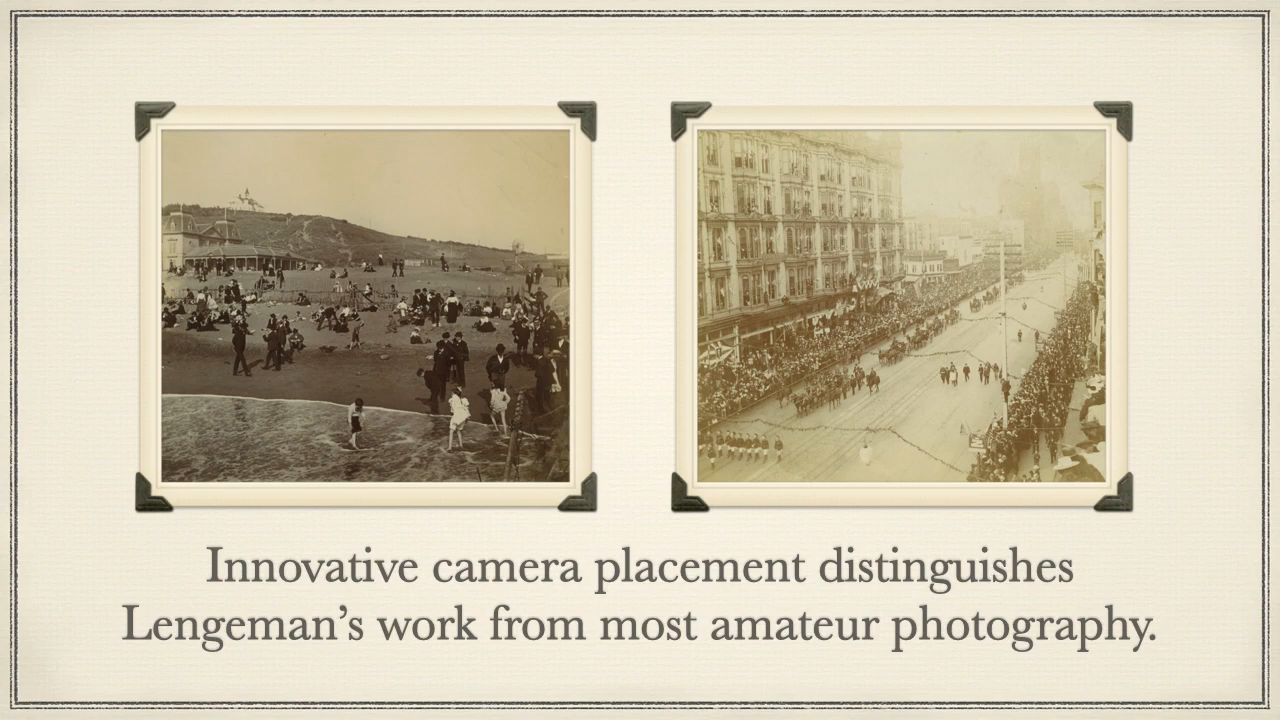 Innovative camera placement distinguishes
Lengeman’s work from most amateur photography.